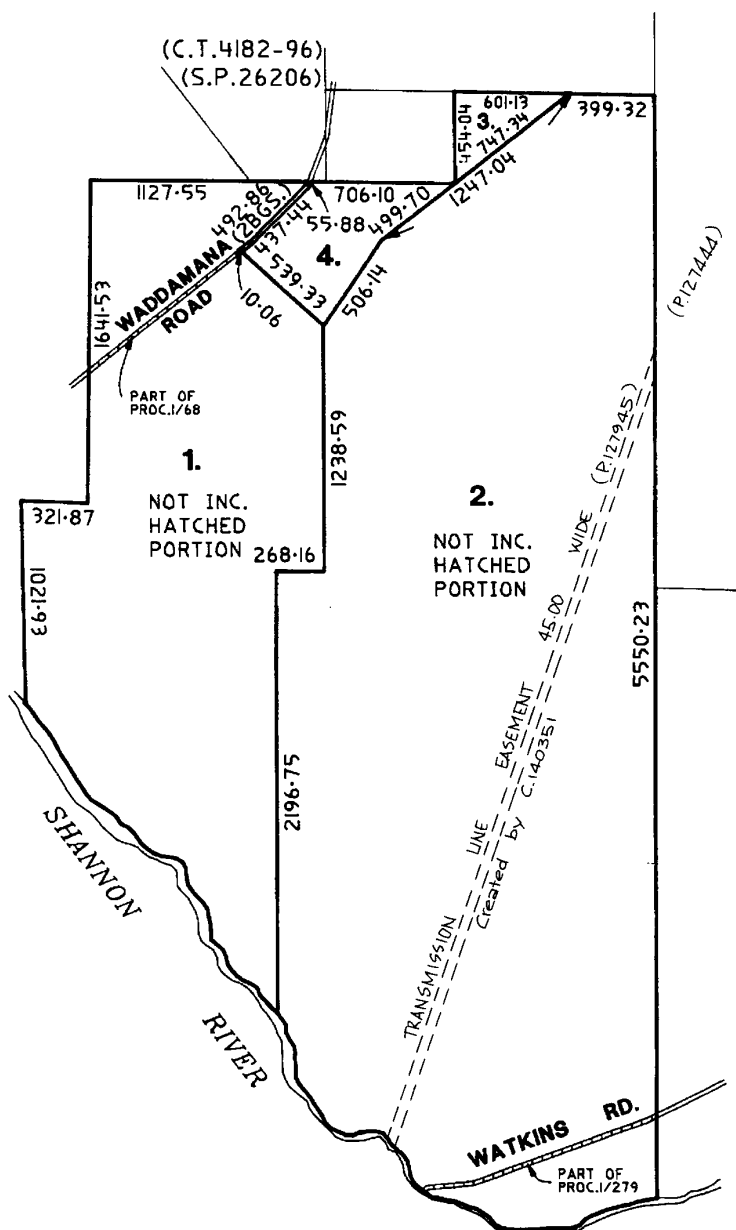 (C.T.4182-96)
(S.P.26206)
601·13
399·32
454·04
3.
747·34
1247·04
1127·55
706·10
492·86
(2BGS.)
437·44
55·88
499·70
4.
539·33
506·14
10·06
WADDAMANA
ROAD
1641·53
(P.127444)
PART OF
PROC.1/68
1.
NOT INC.
HATCHED
PORTION
1238·59
321·87
268·16
2.
NOT INC.
HATCHED
PORTION
1021·93
5550·23
2196·75
TRANSMISSION LINE EASEMENT 45.00 WIDE (P.127945)
Created by C.140351
SHANNON
RIVER
WATKINS RD.
PART OF
PROC.1/279